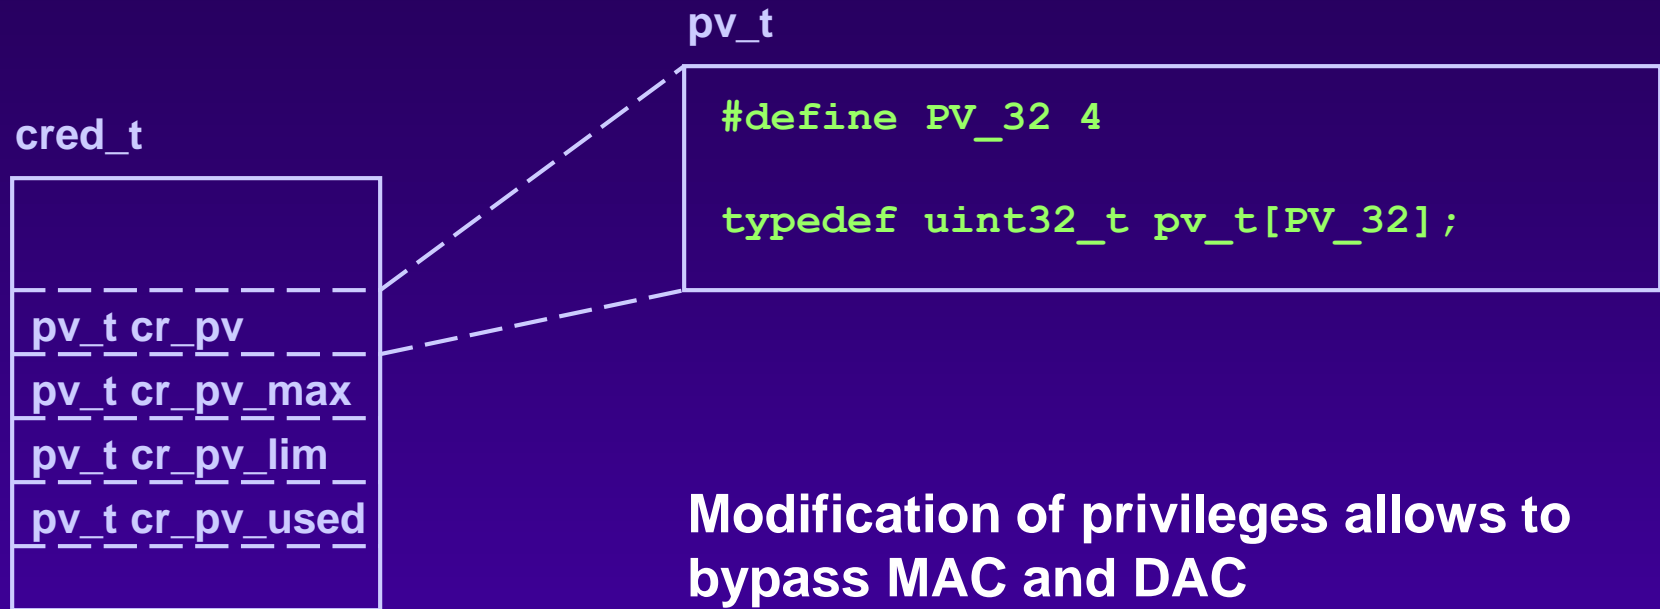 pv_t
#define PV_32 4
typedef uint32_t pv_t[PV_32];
cred_t
pv_t cr_pv
pv_t cr_pv_max
pv_t cr_pv_lim
pv_t cr_pv_used
Modification of privileges allows to
bypass MAC and DAC